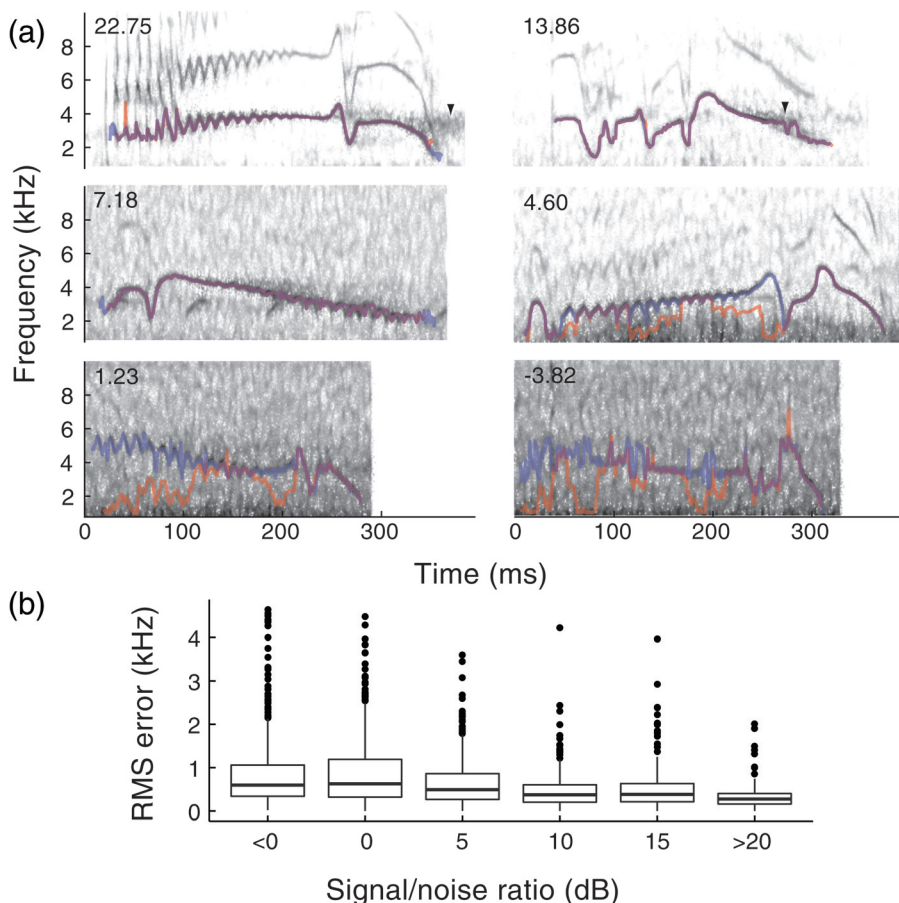 (a)
22.75
13.86
8
6
4
2
7.18
4.60
8
6
4
2
1.23
-3.82
8
6
4
2
Frequency (kHz)
0 100 200 300
0 100 200 300
Time (ms)
(b)
RMS error (kHz)
4
3
2
1
0
<0 0 5 10 15 >20
Signal/noise ratio (dB)